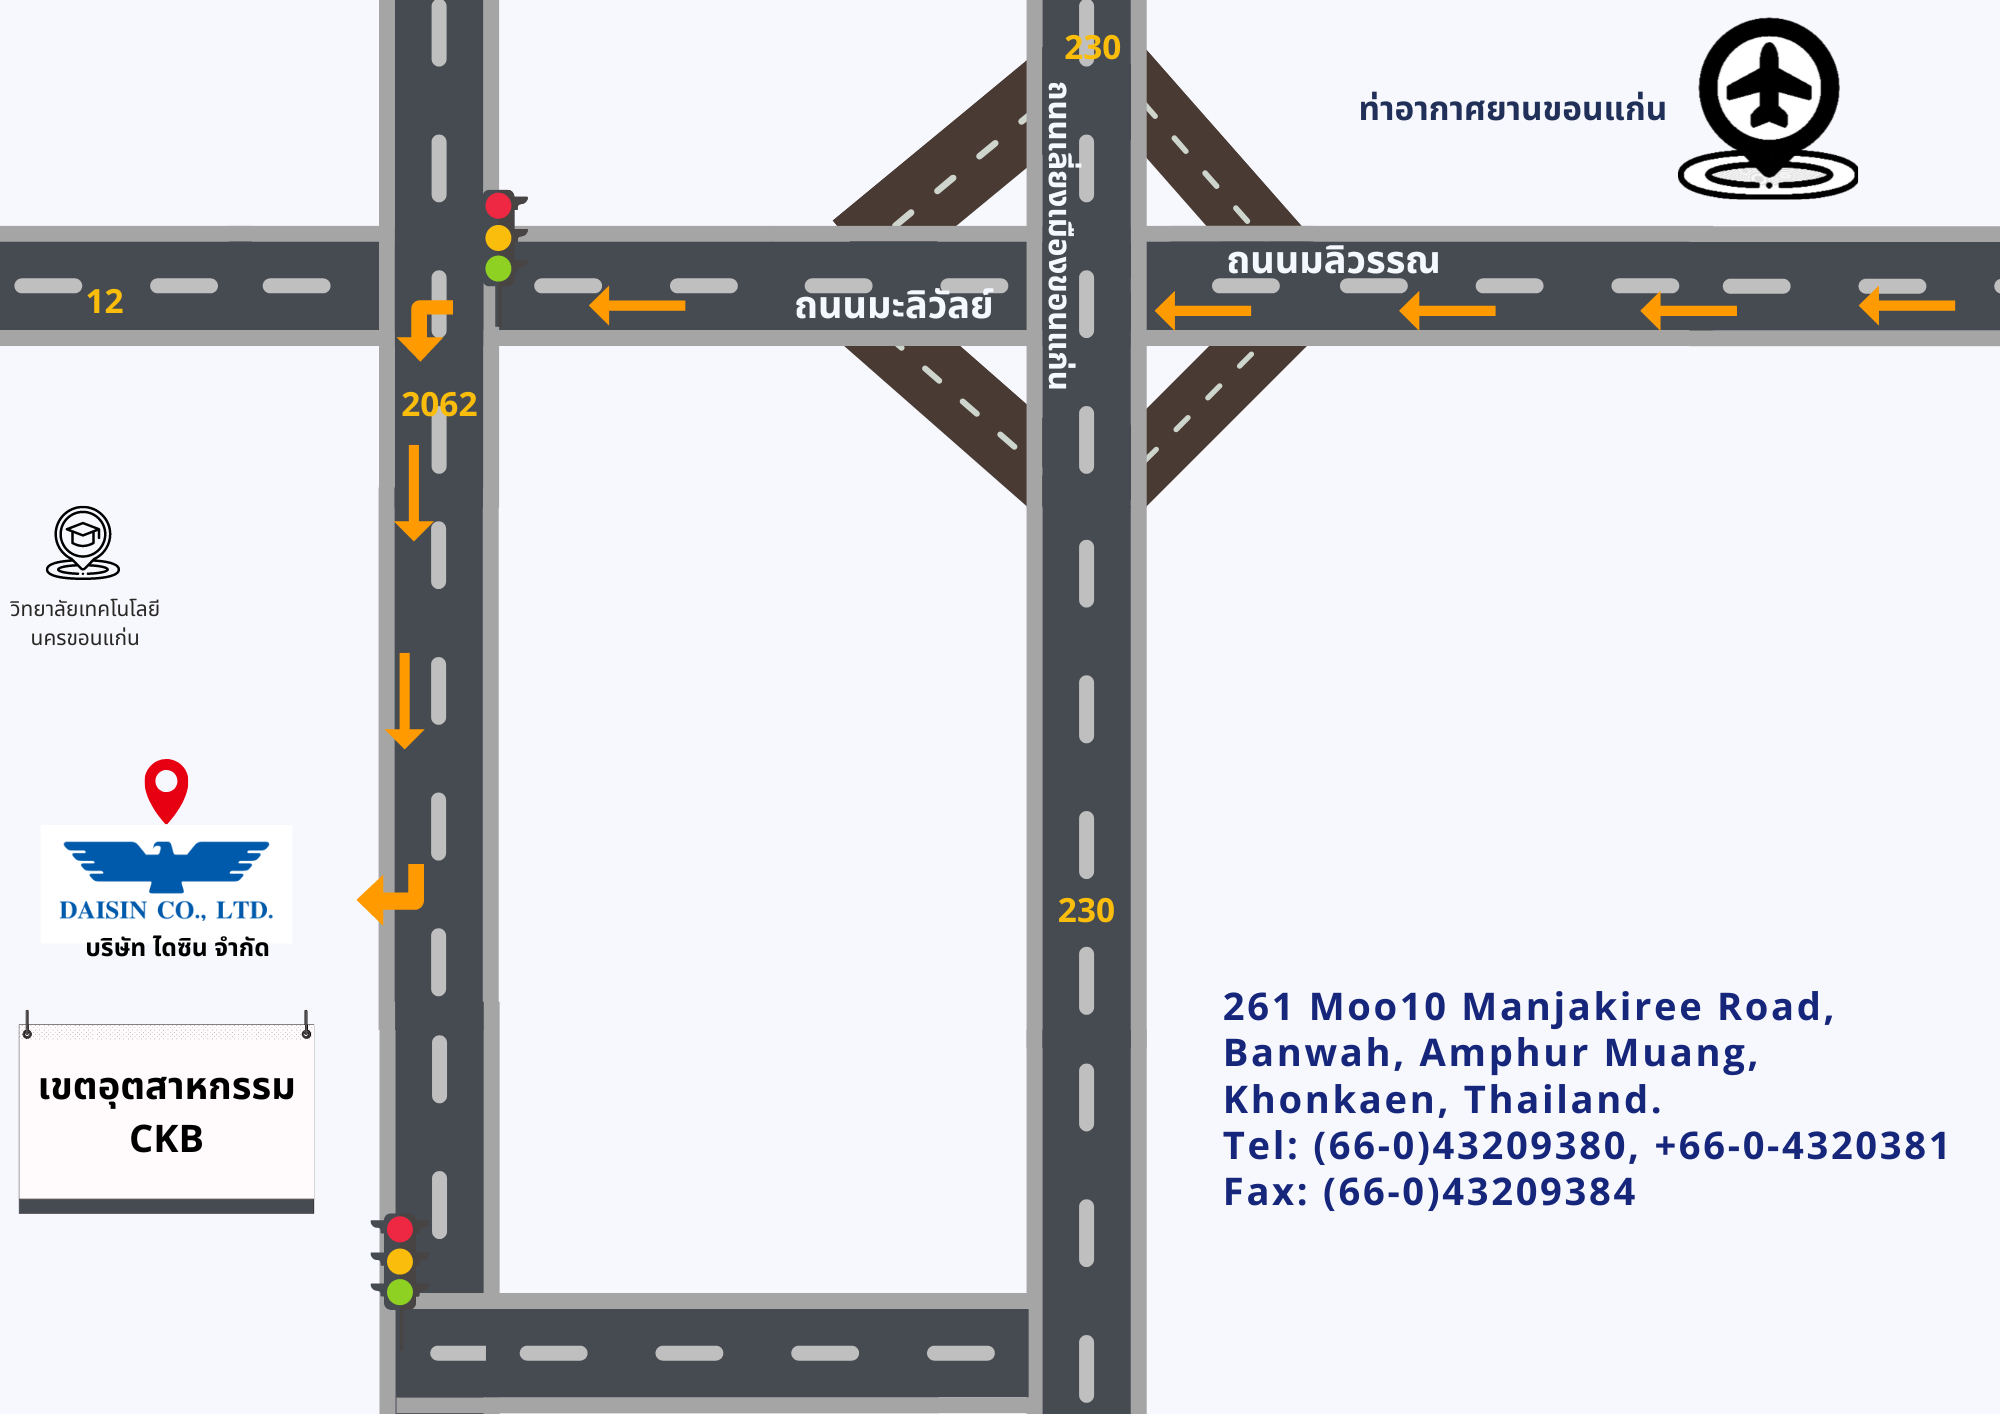 230
ท่าอากาศยานขอนแก่น
ถนนเลี่ยงเมืองขอนแก่น
ถนนมลิวรรณ
12
ถนนมะลิวัลย์
2062
วิทยาลัยเทคโนโลยี
นครขอนแก่น
DAISIN CO., LTD.
บริษัท ไดซิน จำกัด
230
เขตอุตสาหกรรม
CKB
261 Moo10 Manjakiree Road,
Banwah, Amphur Muang,
Khonkaen, Thailand.
Tel: (66-0)43209380, +66-0-4320381
Fax: (66-0)43209384